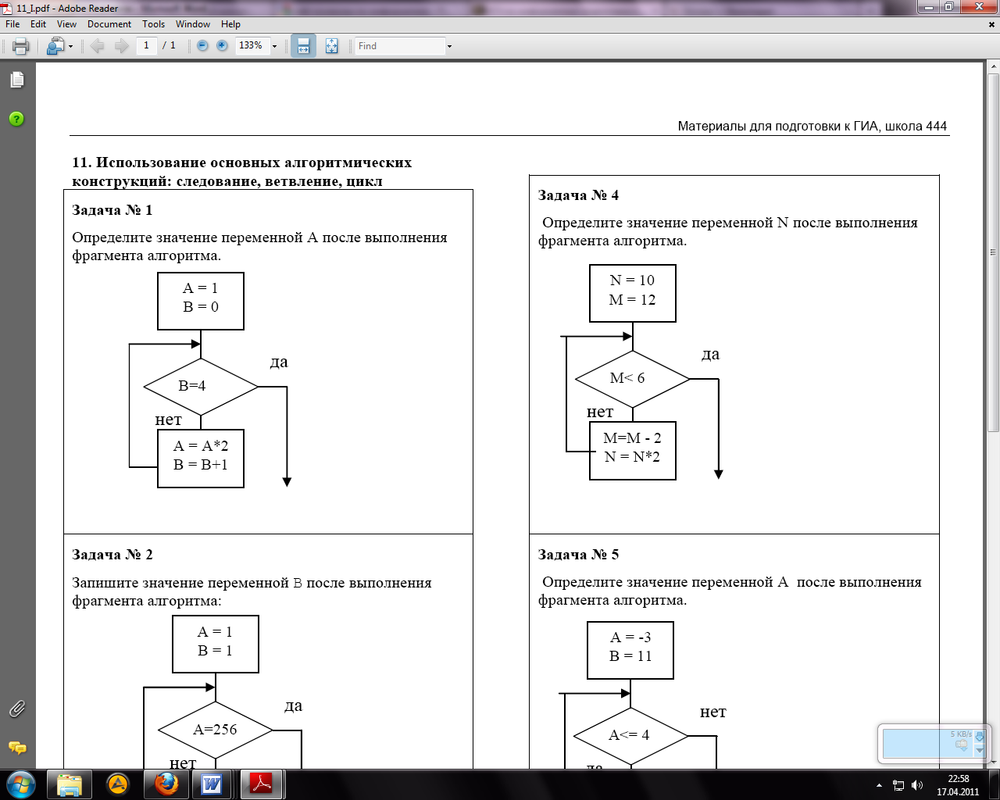 11_I.pdf - Adobe Reader
File Edit View Document Tools Window Help
1 / 1 133% Find
Материалы для подготовки к ГИА, школа 444
11. Использование основных алгоритмических
конструкций: следование, ветвление, цикл
Задача № 1
Определите значение переменной А после выполнения
фрагмента алгоритма.
A = 1
B = 0
да
B=4
нет
A = A*2
B = B+1
Задача № 2
Запишите значение переменной B после выполнения
фрагмента алгоритма:
A = 1
B = 1
да
A=256
нет
Задача № 4
Определите значение переменной N после выполнения
фрагмента алгоритма.
N = 10
M = 12
да
M< 6
нет
M=M - 2
N = N*2
Задача № 5
Определите значение переменной А после выполнения
фрагмента алгоритма.
A = -3
B = 11
нет
A<= 4
да
5 KB/s
22:58
17.04.2011